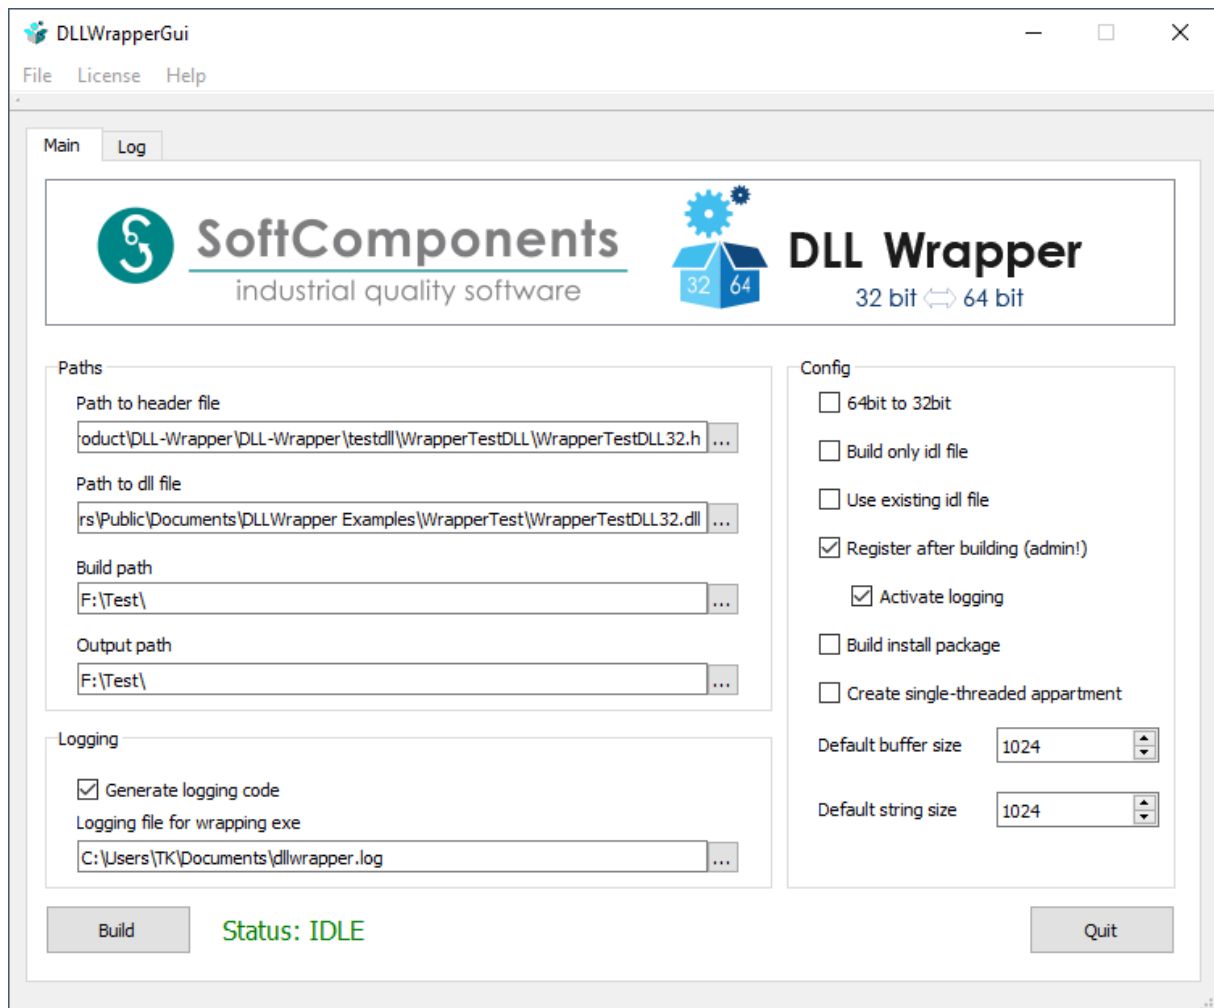 DLLWrapperGui
File License Help
Main Log
SoftComponents
industrial quality software
32 64
DLL Wrapper
32 bit 64 bit
Paths
Path to header file
roduct\DLL-Wrapper\DLL-Wrapper\testdll\WrapperTestDLL\WrapperTestDLL32.h ...
Path to dll file
rs\Public\Documents\DLLWrapper Examples\WrapperTest\WrapperTestDLL32.dll ...
Build path
F:\Test\ ...
Output path
F:\Test\ ...
Logging
Generate logging code
Logging file for wrapping exe
C:\Users\TK\Documents\dllwrapper.log ...
Config
64bit to 32bit
Build only idl file
Use existing idl file
Register after building (admin!)
Activate logging
Build install package
Create single-threaded appartment
Default buffer size 1024
Default string size 1024
Build Status: IDLE Quit